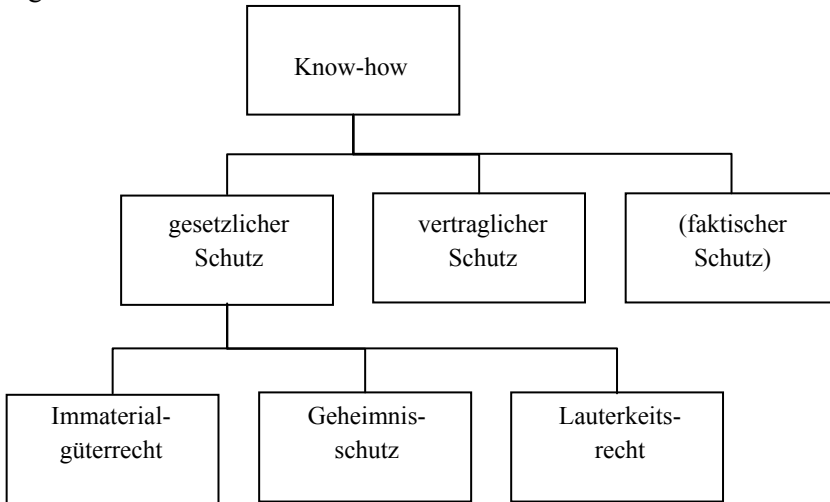 Know-how
gesetzlicher
Schutz
vertraglicher
Schutz
(faktischer
Schutz)
Immaterial-
güterrecht
Geheimnis-
schutz
Lauterkeits-
recht